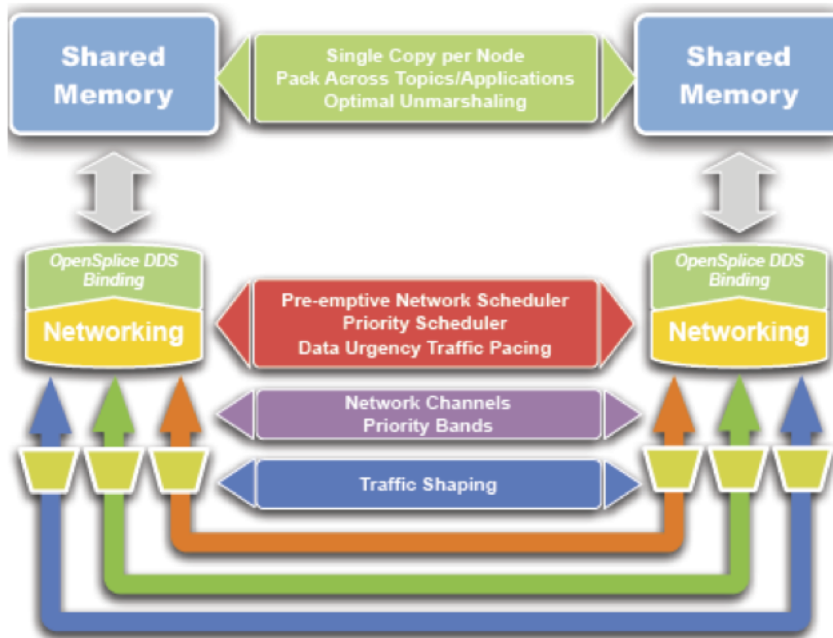 Shared
Memory
Single Copy per Node
Pack Across Topics/Applications
Optimal Unmarshaling
Shared
Memory
OpenSplice DDS
Binding
Networking
Pre-emptive Network Scheduler
Priority Scheduler
Data Urgency Traffic Pacing
OpenSplice DDS
Binding
Networking
Network Channels
Priority Bands
Traffic Shaping